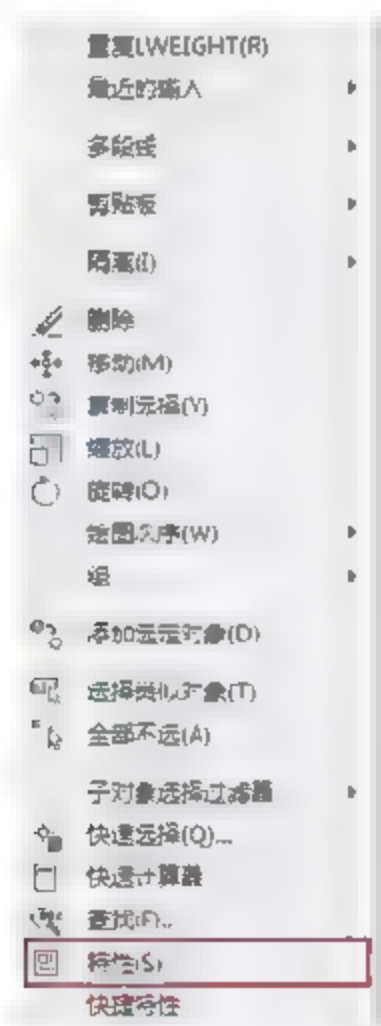 重复LWEIGHT(R)
最近的输入
多段线
剪贴板
隔离(I)
删除
移动(M)
复制选择(Y)
缩放(L)
旋转(O)
绘图次序(W)
组
添加选定对象(D)
选择类似对象(T)
全部不选(A)
子对象选择过滤器
快速选择(Q)...
快速计算器
查找(F)...
特性(S)
快捷特性